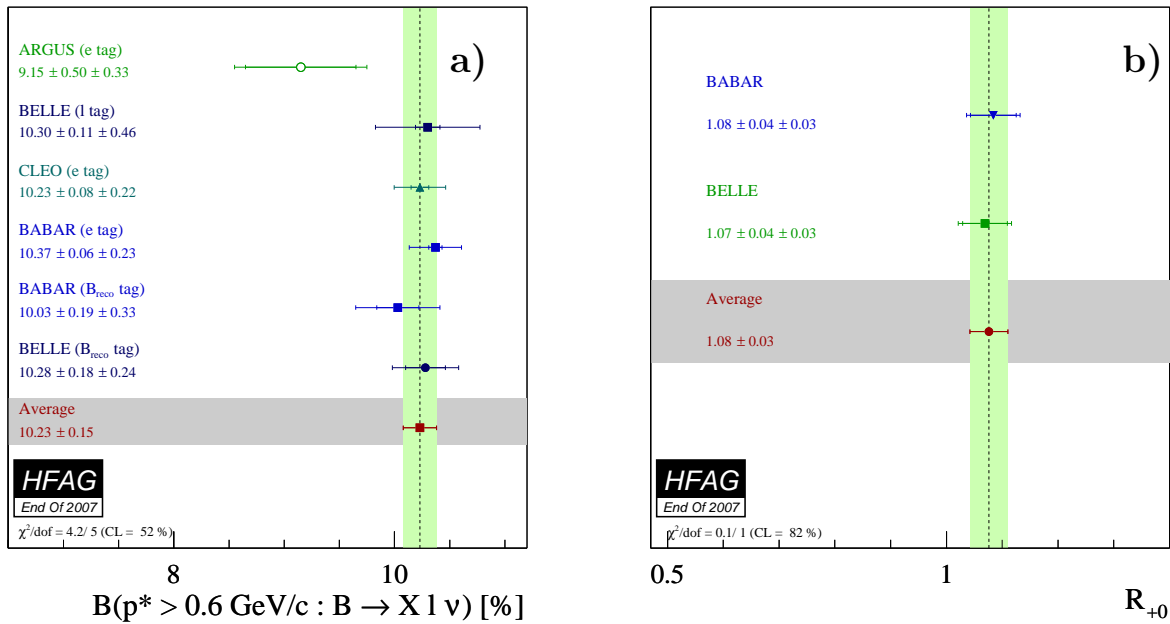 a)
ARGUS (e tag)
9.15 ± 0.50 ± 0.33
BELLE (l tag)
10.30 ± 0.11 ± 0.46
CLEO (e tag)
10.23 ± 0.08 ± 0.22
BABAR (e tag)
10.37 ± 0.06 ± 0.23
BABAR (B_reco tag)
10.03 ± 0.19 ± 0.33
BELLE (B_reco tag)
10.28 ± 0.18 ± 0.24
Average
10.23 ± 0.15
HFAG
End Of 2007
χ²/dof = 4.2/ 5 (CL = 52 %)
8 10
B(p* > 0.6 GeV/c : B → X l ν) [%]
b)
BABAR
1.08 ± 0.04 ± 0.03
BELLE
1.07 ± 0.04 ± 0.03
Average
1.08 ± 0.03
HFAG
End Of 2007
χ²/dof = 0.1/ 1 (CL = 82 %)
0.5 1
R₊₀